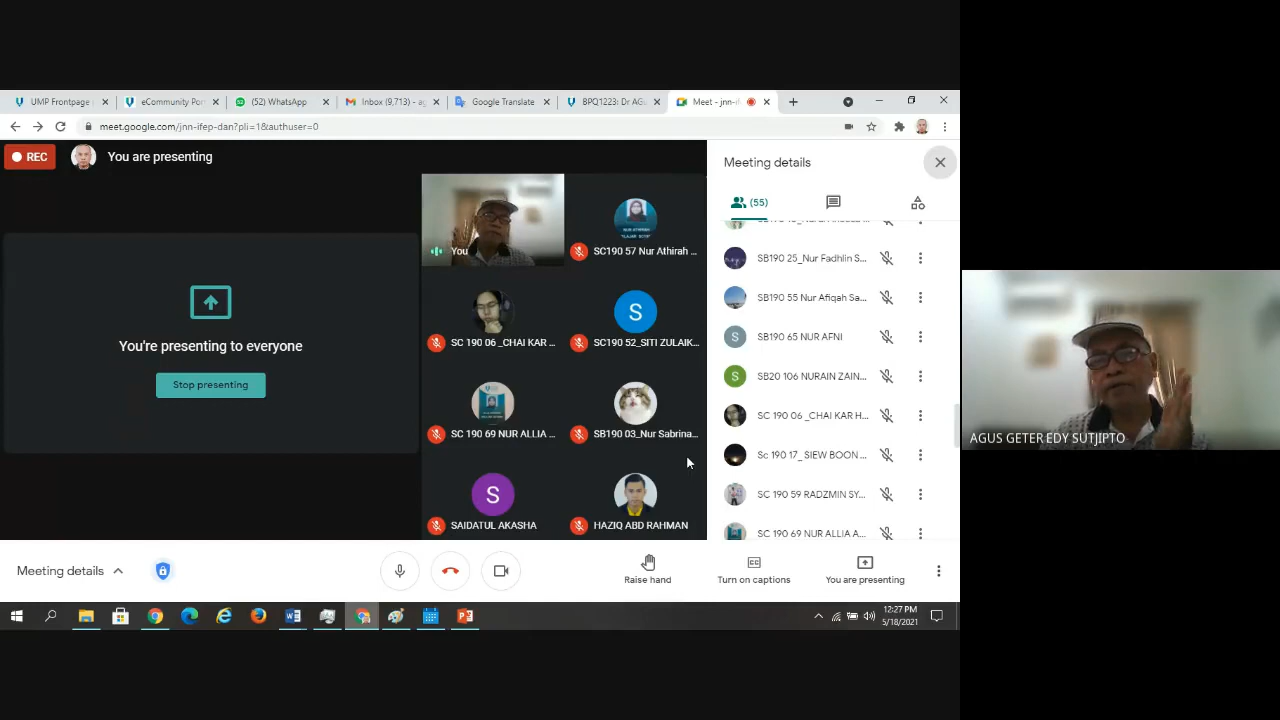 UMP Frontpage
eCommunity Por
(52) WhatsApp
Inbox (9,713) - ag
Google Translate
BPQ1223: Dr AGu
Meet - jnn-if
meet.google.com/jnn-ifep-dan?pli=1&authuser=0
REC
You are presenting
Meeting details
(55)
You
SC190 57 Nur Athirah ...
SB190 25_Nur Fadhlin S...
SB190 55 Nur Afiqah Sa...
You're presenting to everyone
Stop presenting
SC 190 06 _CHAI KAR ...
SC190 52_SITI ZULAIK...
SB190 65 NUR AFNI
S
S
SB20 106 NURAIN ZAIN...
SC 190 06 _CHAI KAR H...
SC 190 69 NUR ALLIA ...
SB190 03_Nur Sabrina...
Sc 190 17_ SIEW BOON ...
AGUS GETER EDY SUTJIPTO
S
SC 190 59 RADZMIN SY...
SAIDATUL AKASHA
HAZIQ ABD RAHMAN
SC 190 69 NUR ALLIA A...
Meeting details
Raise hand
CC
Turn on captions
You are presenting
12:27 PM
5/18/2021